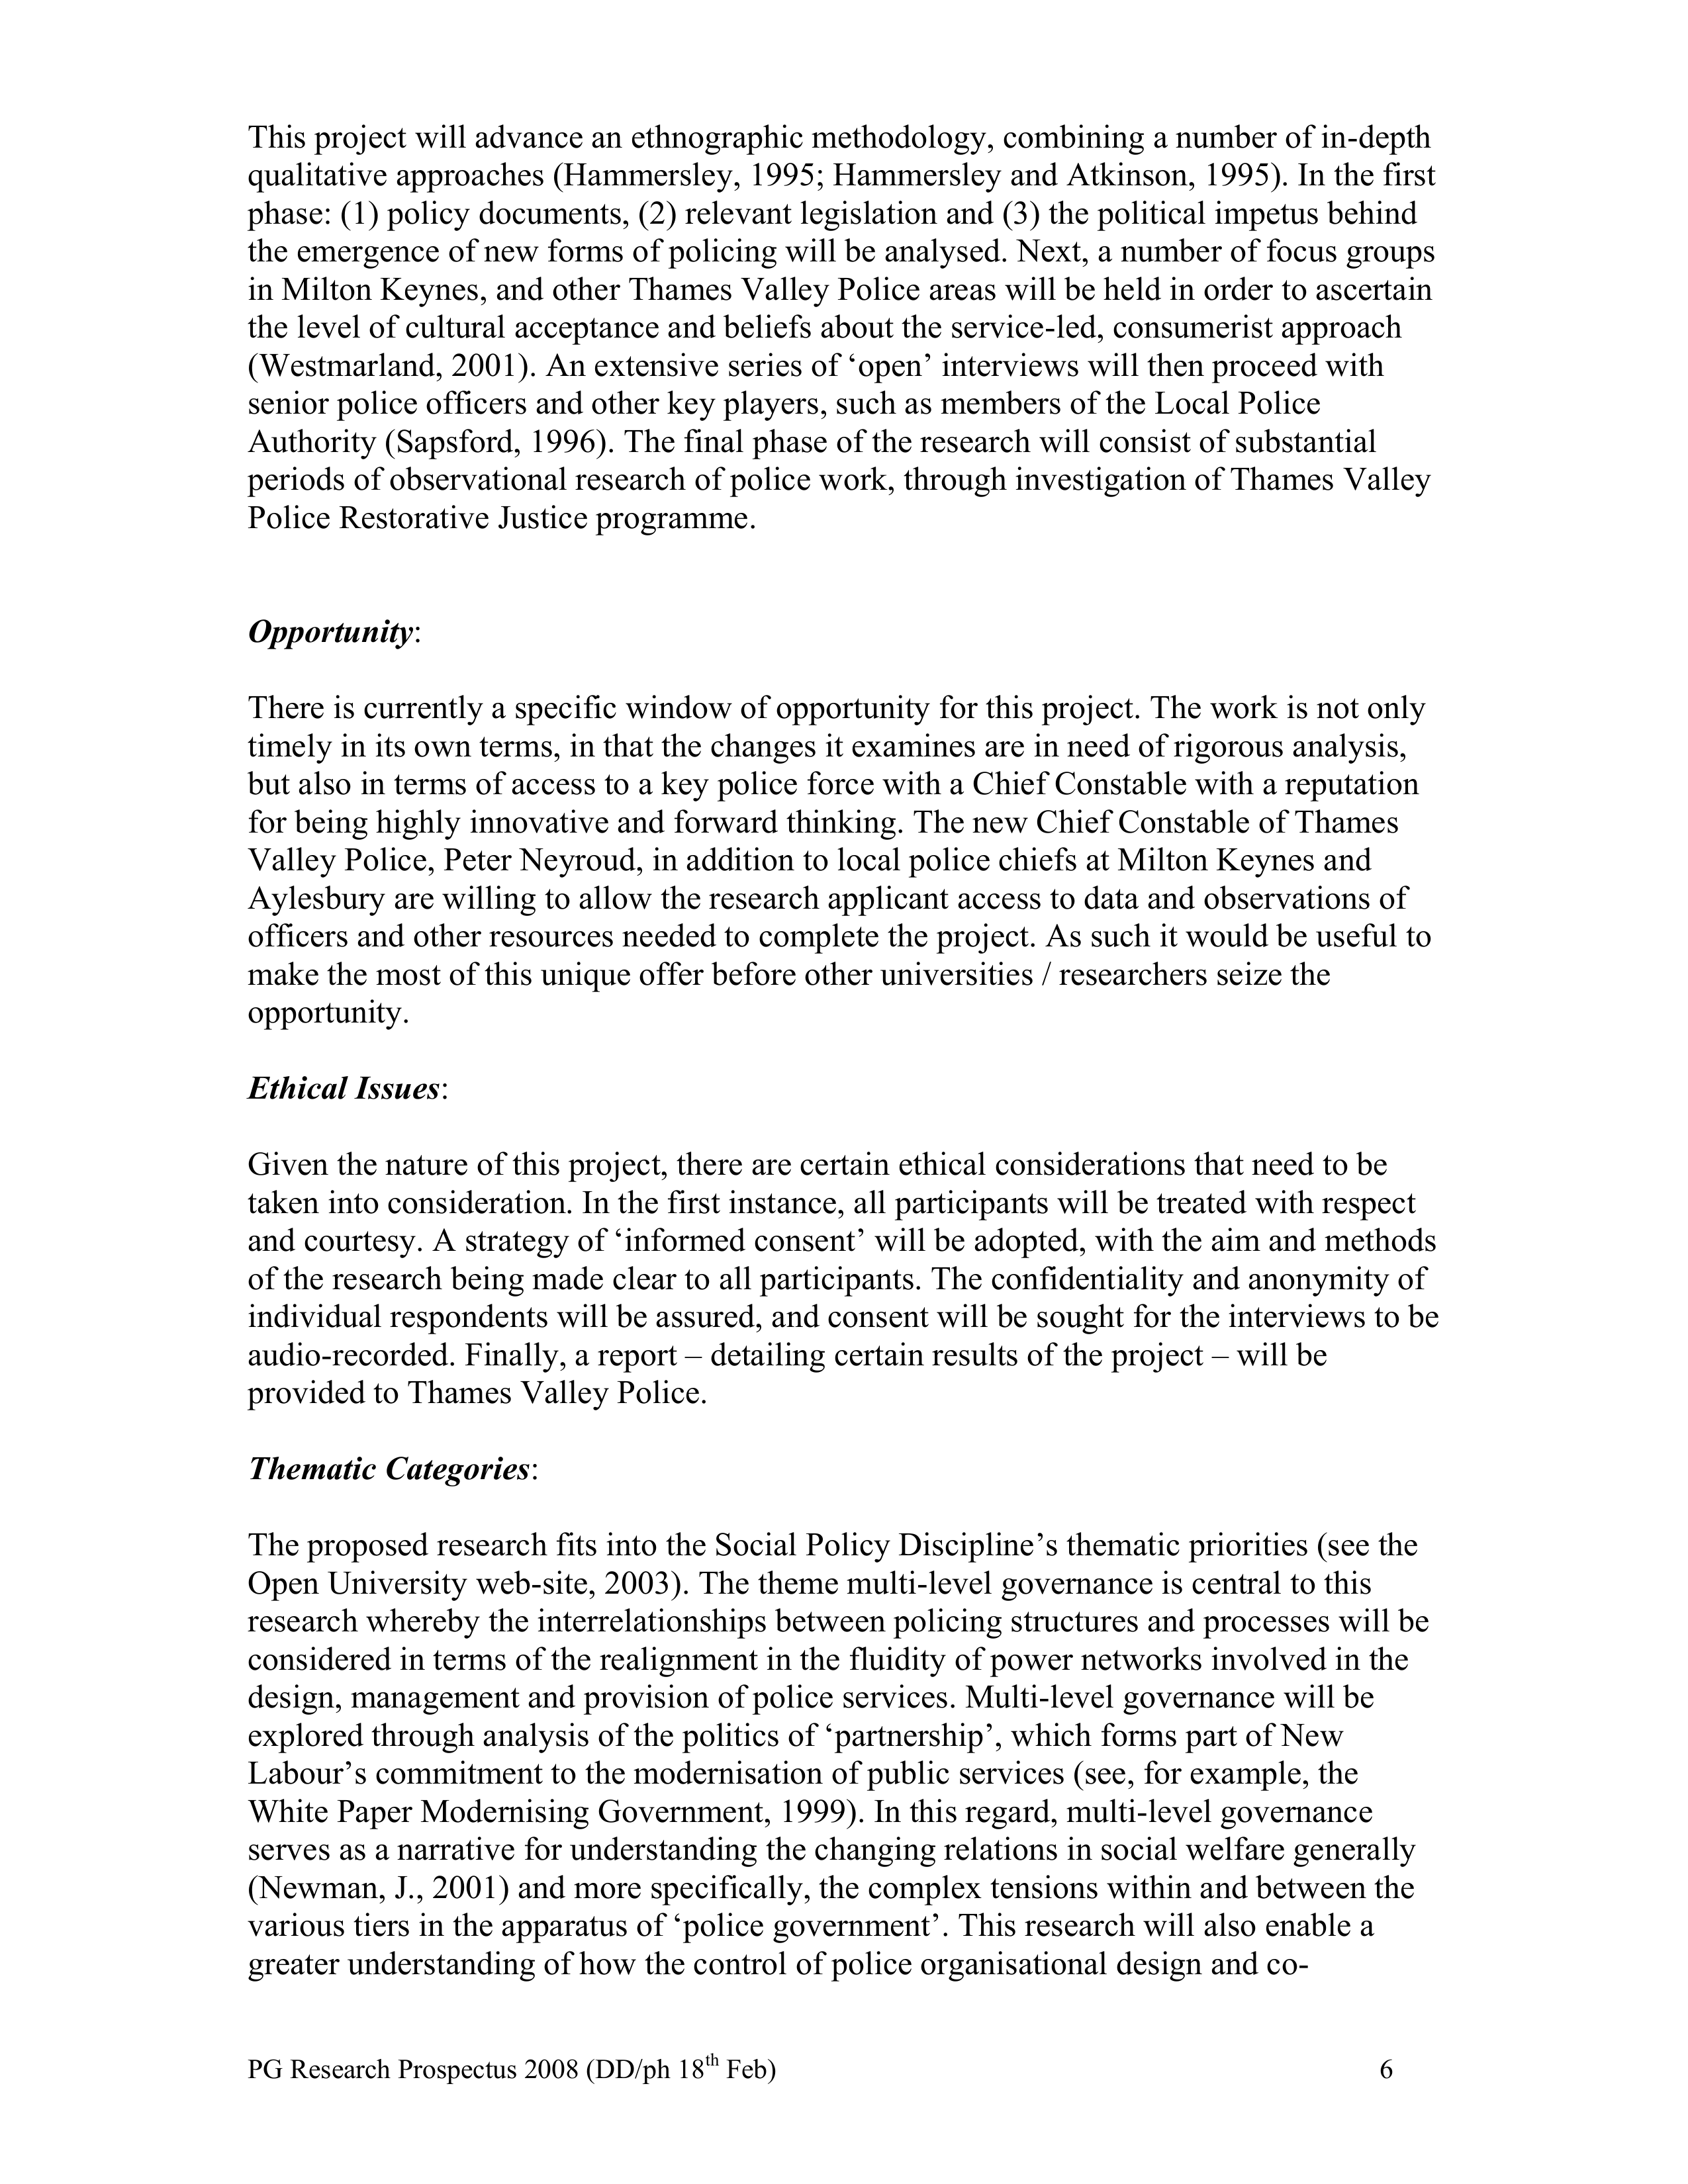 This project will advance an ethnographic methodology, combining a number of in-depth
qualitative approaches (Hammersley, 1995; Hammersley and Atkinson, 1995). In the first
phase: (1) policy documents, (2) relevant legislation and (3) the political impetus behind
the emergence of new forms of policing will be analysed. Next, a number of focus groups
in Milton Keynes, and other Thames Valley Police areas will be held in order to ascertain
the level of cultural acceptance and beliefs about the service-led, consumerist approach
(Westmarland, 2001). An extensive series of ‘open’ interviews will then proceed with
senior police officers and other key players, such as members of the Local Police
Authority (Sapsford, 1996). The final phase of the research will consist of substantial
periods of observational research of police work, through investigation of Thames Valley
Police Restorative Justice programme.
Opportunity:
There is currently a specific window of opportunity for this project. The work is not only
timely in its own terms, in that the changes it examines are in need of rigorous analysis,
but also in terms of access to a key police force with a Chief Constable with a reputation
for being highly innovative and forward thinking. The new Chief Constable of Thames
Valley Police, Peter Neyroud, in addition to local police chiefs at Milton Keynes and
Aylesbury are willing to allow the research applicant access to data and observations of
officers and other resources needed to complete the project. As such it would be useful to
make the most of this unique offer before other universities / researchers seize the
opportunity.
Ethical Issues:
Given the nature of this project, there are certain ethical considerations that need to be
taken into consideration. In the first instance, all participants will be treated with respect
and courtesy. A strategy of ‘informed consent’ will be adopted, with the aim and methods
of the research being made clear to all participants. The confidentiality and anonymity of
individual respondents will be assured, and consent will be sought for the interviews to be
audio-recorded. Finally, a report – detailing certain results of the project – will be
provided to Thames Valley Police.
Thematic Categories:
The proposed research fits into the Social Policy Discipline’s thematic priorities (see the
Open University web-site, 2003). The theme multi-level governance is central to this
research whereby the interrelationships between policing structures and processes will be
considered in terms of the realignment in the fluidity of power networks involved in the
design, management and provision of police services. Multi-level governance will be
explored through analysis of the politics of ‘partnership’, which forms part of New
Labour’s commitment to the modernisation of public services (see, for example, the
White Paper Modernising Government, 1999). In this regard, multi-level governance
serves as a narrative for understanding the changing relations in social welfare generally
(Newman, J., 2001) and more specifically, the complex tensions within and between the
various tiers in the apparatus of ‘police government’. This research will also enable a
greater understanding of how the control of police organisational design and co-
PG Research Prospectus 2008 (DD/ph 18th Feb) 6